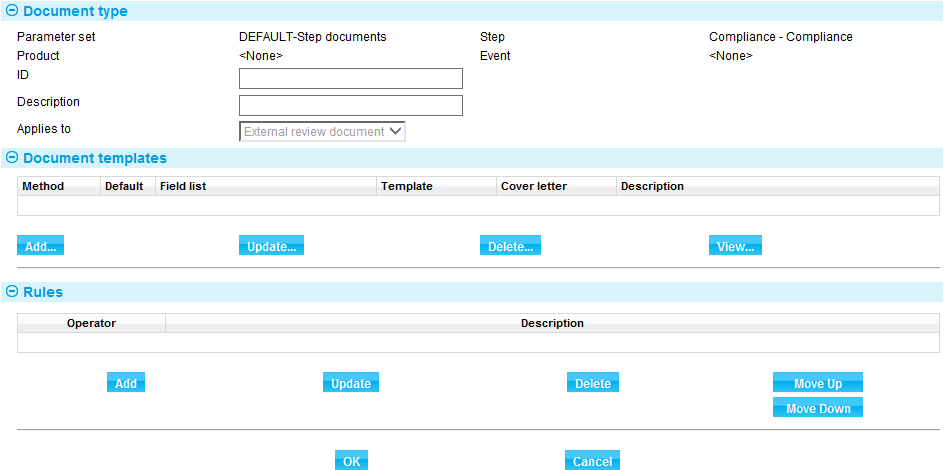 Document type
Parameter set DEFAULT-Step documents Step Compliance - Compliance
Product <None> Event <None>
ID
Description
Applies to External review document
Document templates
Method Default Field list Template Cover letter Description
Add... Update... Delete... View...
Rules
Operator Description
Add Update Delete Move Up
Move Down
OK Cancel